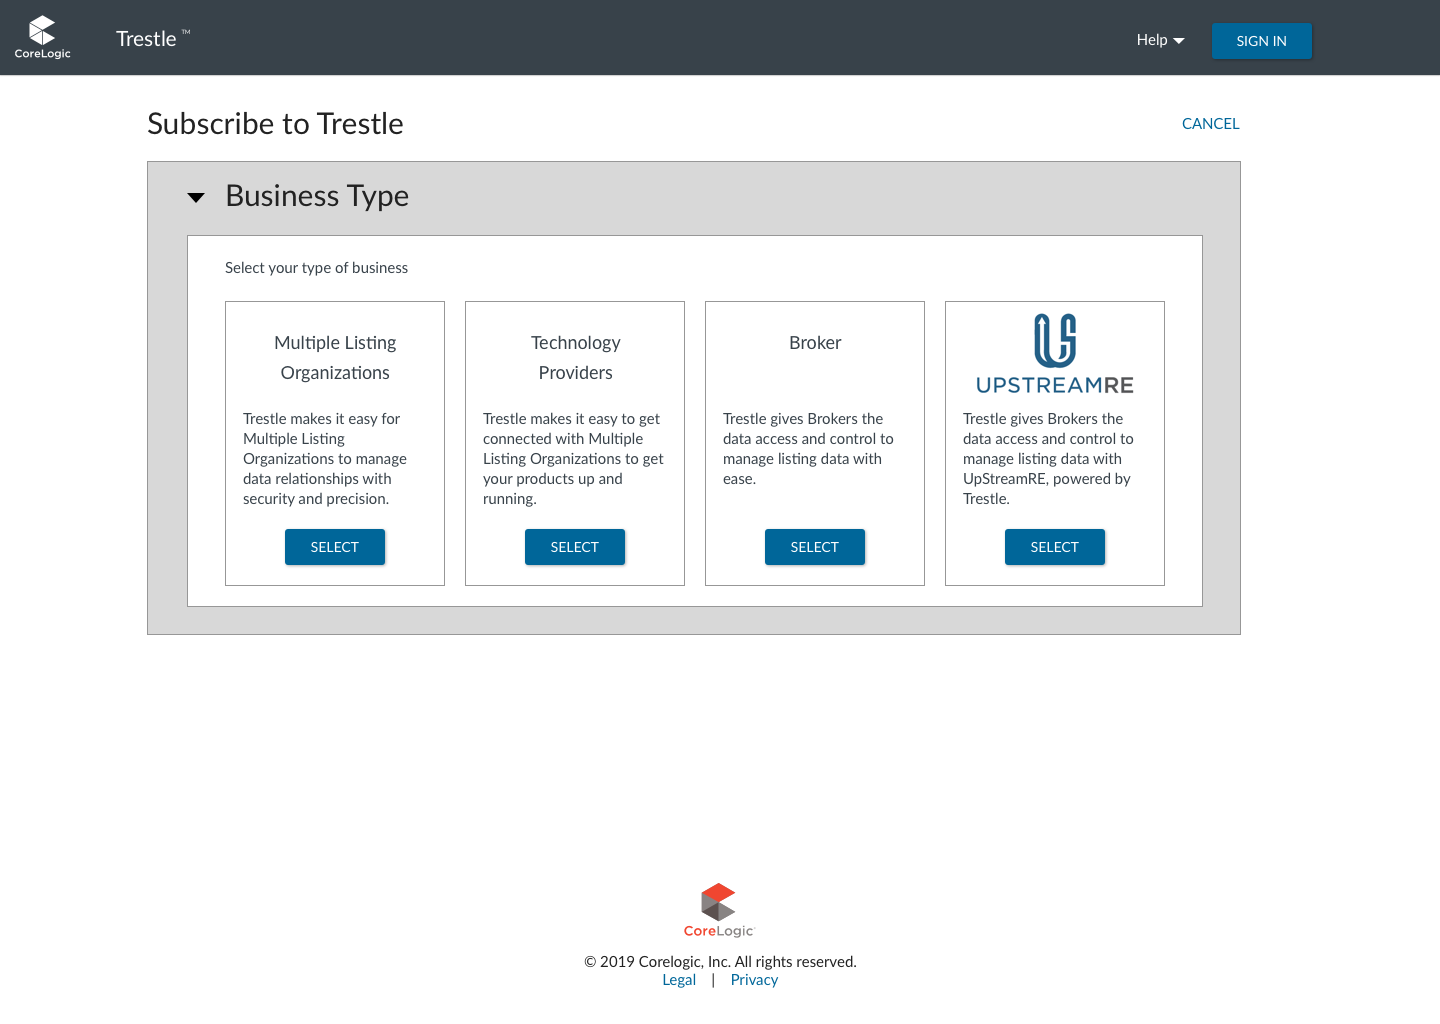 CoreLogic
Trestle ™
Help
SIGN IN
Subscribe to Trestle
CANCEL
Business Type
Select your type of business
Multiple Listing
Organizations
Trestle makes it easy for
Multiple Listing
Organizations to manage
data relationships with
security and precision.
SELECT
Technology
Providers
Trestle makes it easy to get
connected with Multiple
Listing Organizations to get
your products up and
running.
SELECT
Broker
Trestle gives Brokers the
data access and control to
manage listing data with
ease.
SELECT
UPSTREAMRE
Trestle gives Brokers the
data access and control to
manage listing data with
UpStreamRE, powered by
Trestle.
SELECT
CoreLogic
© 2019 Corelogic, Inc. All rights reserved.
Legal | Privacy